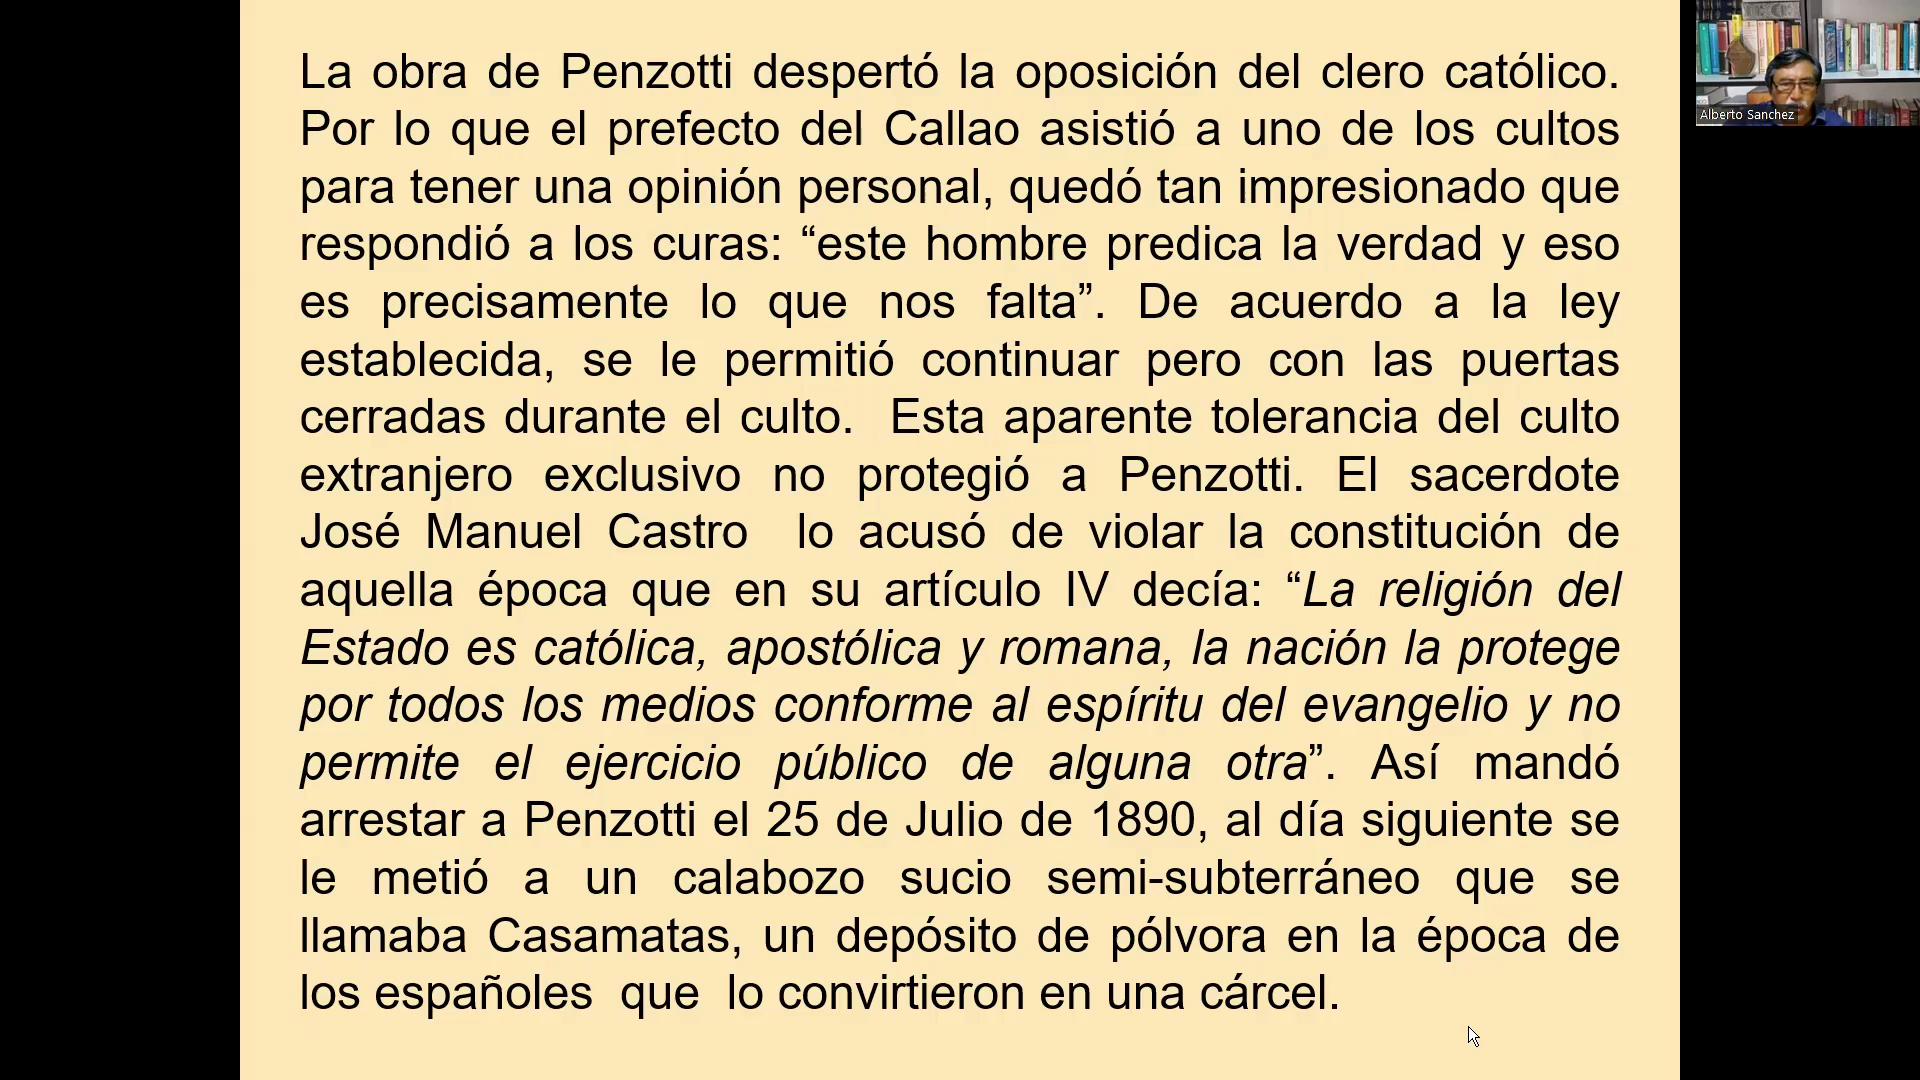 La obra de Penzotti despertó la oposición del clero católico.
Por lo que el prefecto del Callao asistió a uno de los cultos
para tener una opinión personal, quedó tan impresionado que
respondió a los curas: “este hombre predica la verdad y eso
es precisamente lo que nos falta”. De acuerdo a la ley
establecida, se le permitió continuar pero con las puertas
cerradas durante el culto.  Esta aparente tolerancia del culto
extranjero exclusivo no protegió a Penzotti. El sacerdote
José Manuel Castro  lo acusó de violar la constitución de
aquella época que en su artículo IV decía: “La religión del
Estado es católica, apostólica y romana, la nación la protege
por todos los medios conforme al espíritu del evangelio y no
permite el ejercicio público de alguna otra”. Así mandó
arrestar a Penzotti el 25 de Julio de 1890, al día siguiente se
le metió a un calabozo sucio semi-subterráneo que se
llamaba Casamatas, un depósito de pólvora en la época de
los españoles  que  lo convirtieron en una cárcel.
Alberto Sanchez